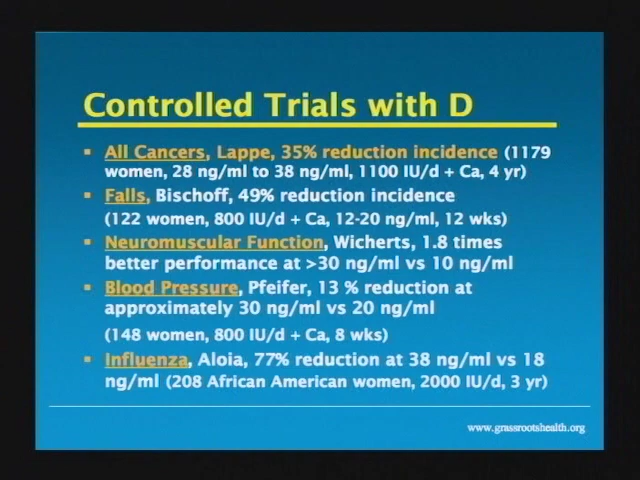 Controlled Trials with D
▪ All Cancers, Lappe, 35% reduction incidence (1179
women, 28 ng/ml to 38 ng/ml, 1100 IU/d + Ca, 4 yr)
▪ Falls, Bischoff, 49% reduction incidence
(122 women, 800 IU/d + Ca, 12-20 ng/ml, 12 wks)
▪ Neuromuscular Function, Wicherts, 1.8 times
better performance at >30 ng/ml vs 10 ng/ml
▪ Blood Pressure, Pfeifer, 13 % reduction at
approximately 30 ng/ml vs 20 ng/ml
(148 women, 800 IU/d + Ca, 8 wks)
▪ Influenza, Aloia, 77% reduction at 38 ng/ml vs 18
ng/ml (208 African American women, 2000 IU/d, 3 yr)
www.grassrootshealth.org